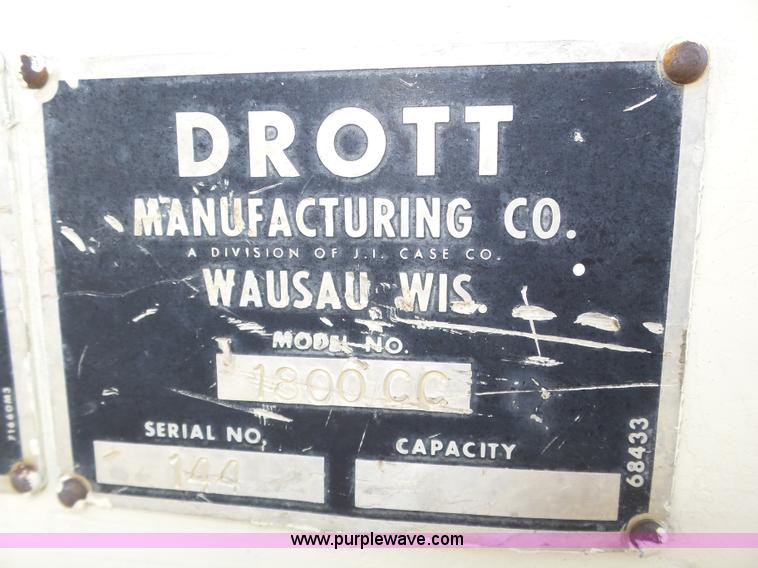 DROTT
MANUFACTURING CO.
A DIVISION OF J.I. CASE CO.
WAUSAU WIS.
MODEL NO.
1800 CC
SERIAL NO.
144
CAPACITY
68433
71660M3
www.purplewave.com